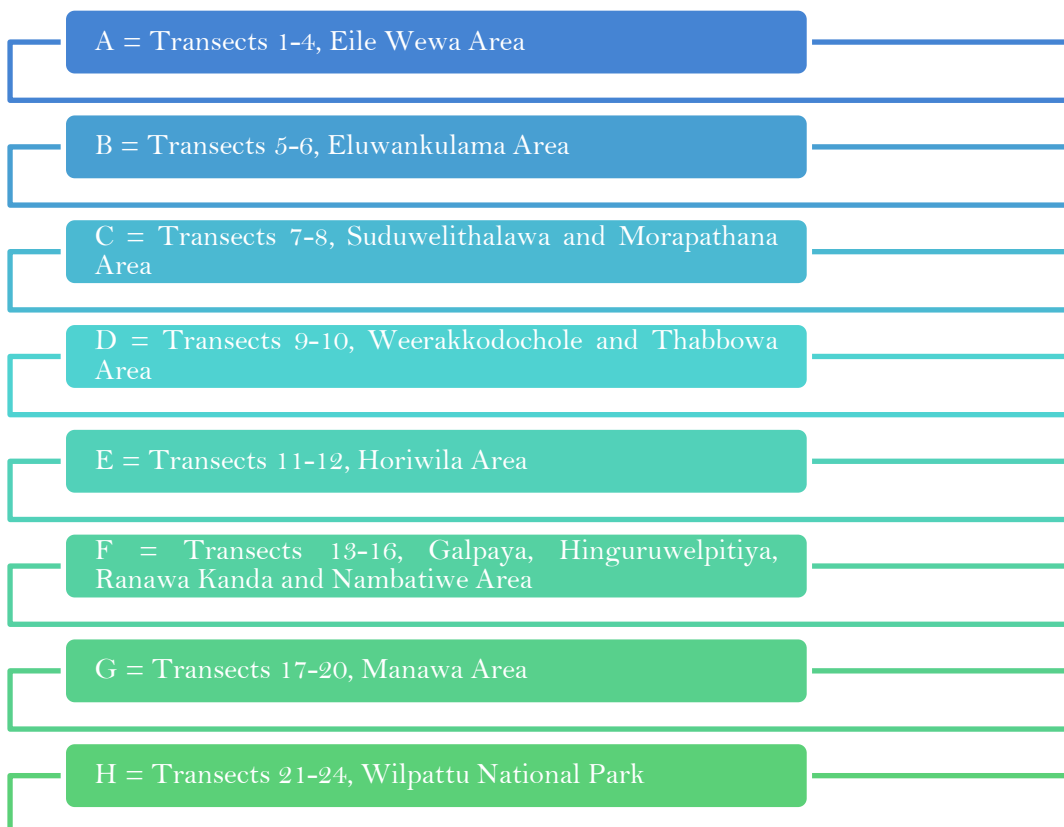 A = Transects 1-4, Eile Wewa Area
B = Transects 5-6, Eluwankulama Area
C = Transects 7-8, Suduwelithalawa and Morapathana
Area
D = Transects 9-10, Weerakkodochole and Thabbowa
Area
E = Transects 11-12, Horiwila Area
F = Transects 13-16, Galpaya, Hinguruwelpitiya,
Ranawa Kanda and Nambatiwe Area
G = Transects 17-20, Manawa Area
H = Transects 21-24, Wilpattu National Park